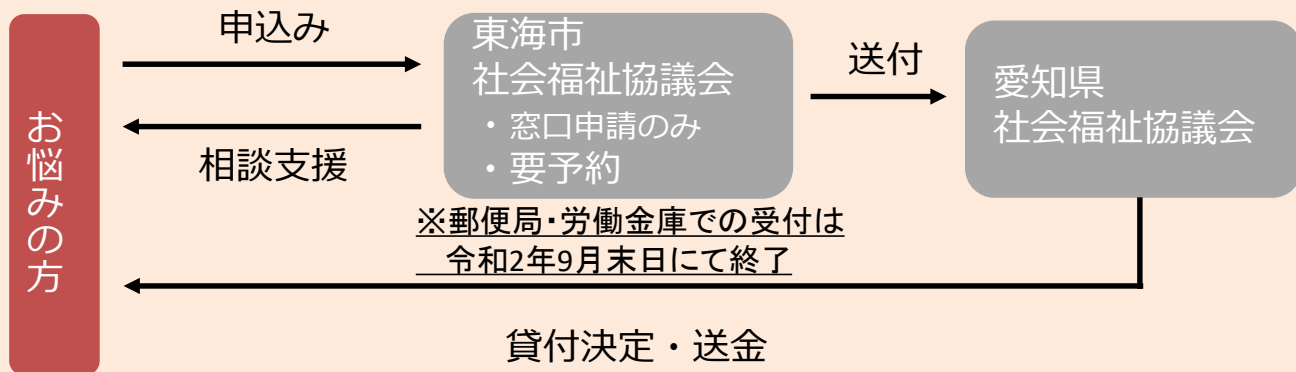 お悩みの方
申込み
相談支援
東海市
社会福祉協議会
・窓口申請のみ
・要予約
送付
愛知県
社会福祉協議会
※郵便局・労働金庫での受付は
令和2年9月末日にて終了
貸付決定・送金